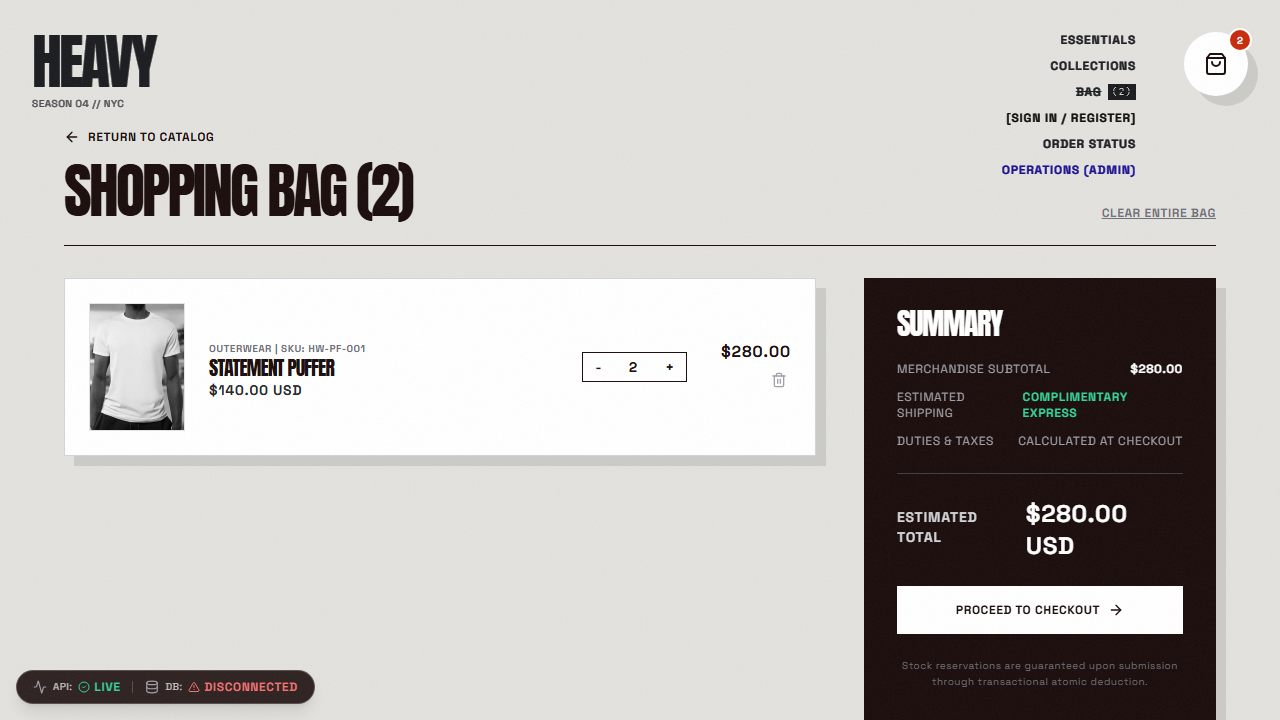 HEAVY
SEASON 04 // NYC
ESSENTIALS
COLLECTIONS
BAG (2)
[SIGN IN / REGISTER]
ORDER STATUS
OPERATIONS (ADMIN)
2
RETURN TO CATALOG
SHOPPING BAG (2)
CLEAR ENTIRE BAG
OUTERWEAR | SKU: HW-PF-001
STATEMENT PUFFER
$140.00 USD
- 2 +
$280.00
SUMMARY
MERCHANDISE SUBTOTAL $280.00
ESTIMATED
SHIPPING
COMPLIMENTARY
EXPRESS
DUTIES & TAXES CALCULATED AT CHECKOUT
ESTIMATED
TOTAL
$280.00
USD
PROCEED TO CHECKOUT
Stock reservations are guaranteed upon submission
through transactional atomic deduction.
API: LIVE DB: DISCONNECTED